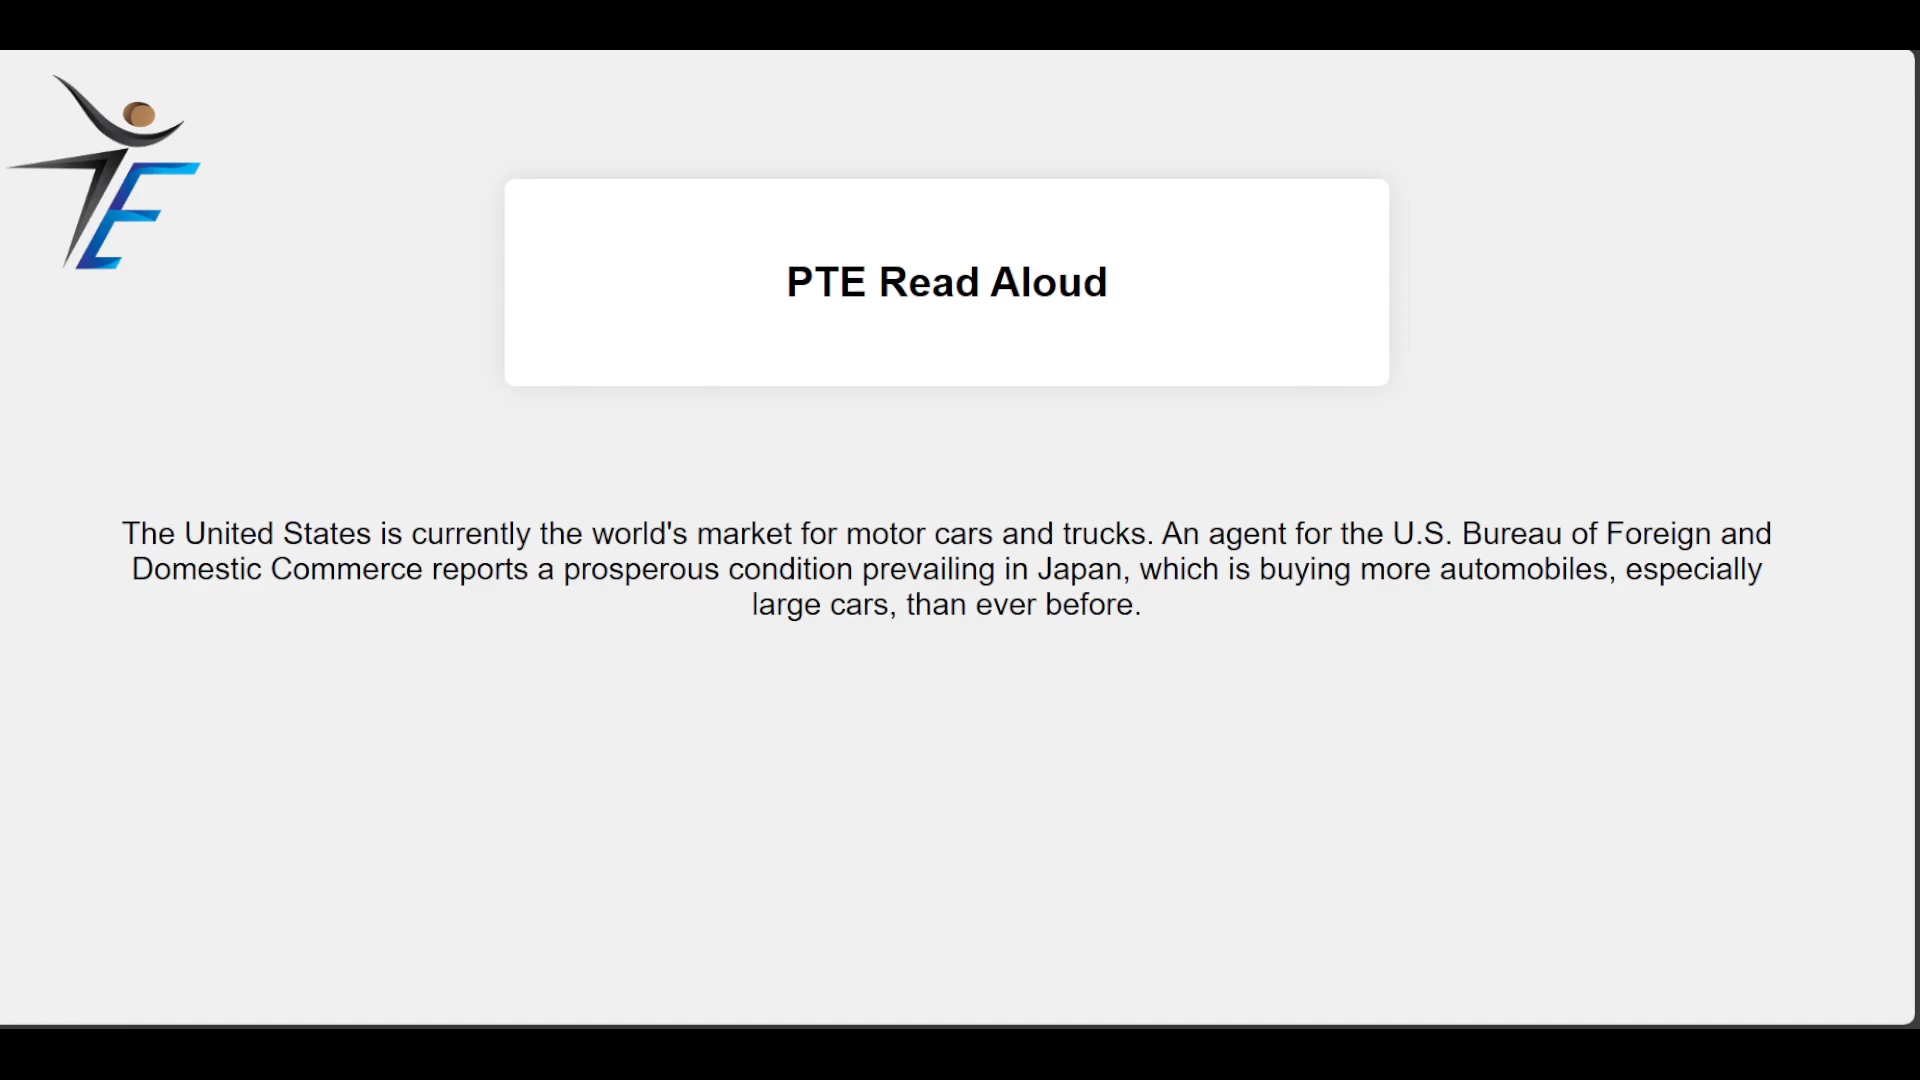 PTE Read Aloud
The United States is currently the world's market for motor cars and trucks. An agent for the U.S. Bureau of Foreign and
Domestic Commerce reports a prosperous condition prevailing in Japan, which is buying more automobiles, especially
large cars, than ever before.